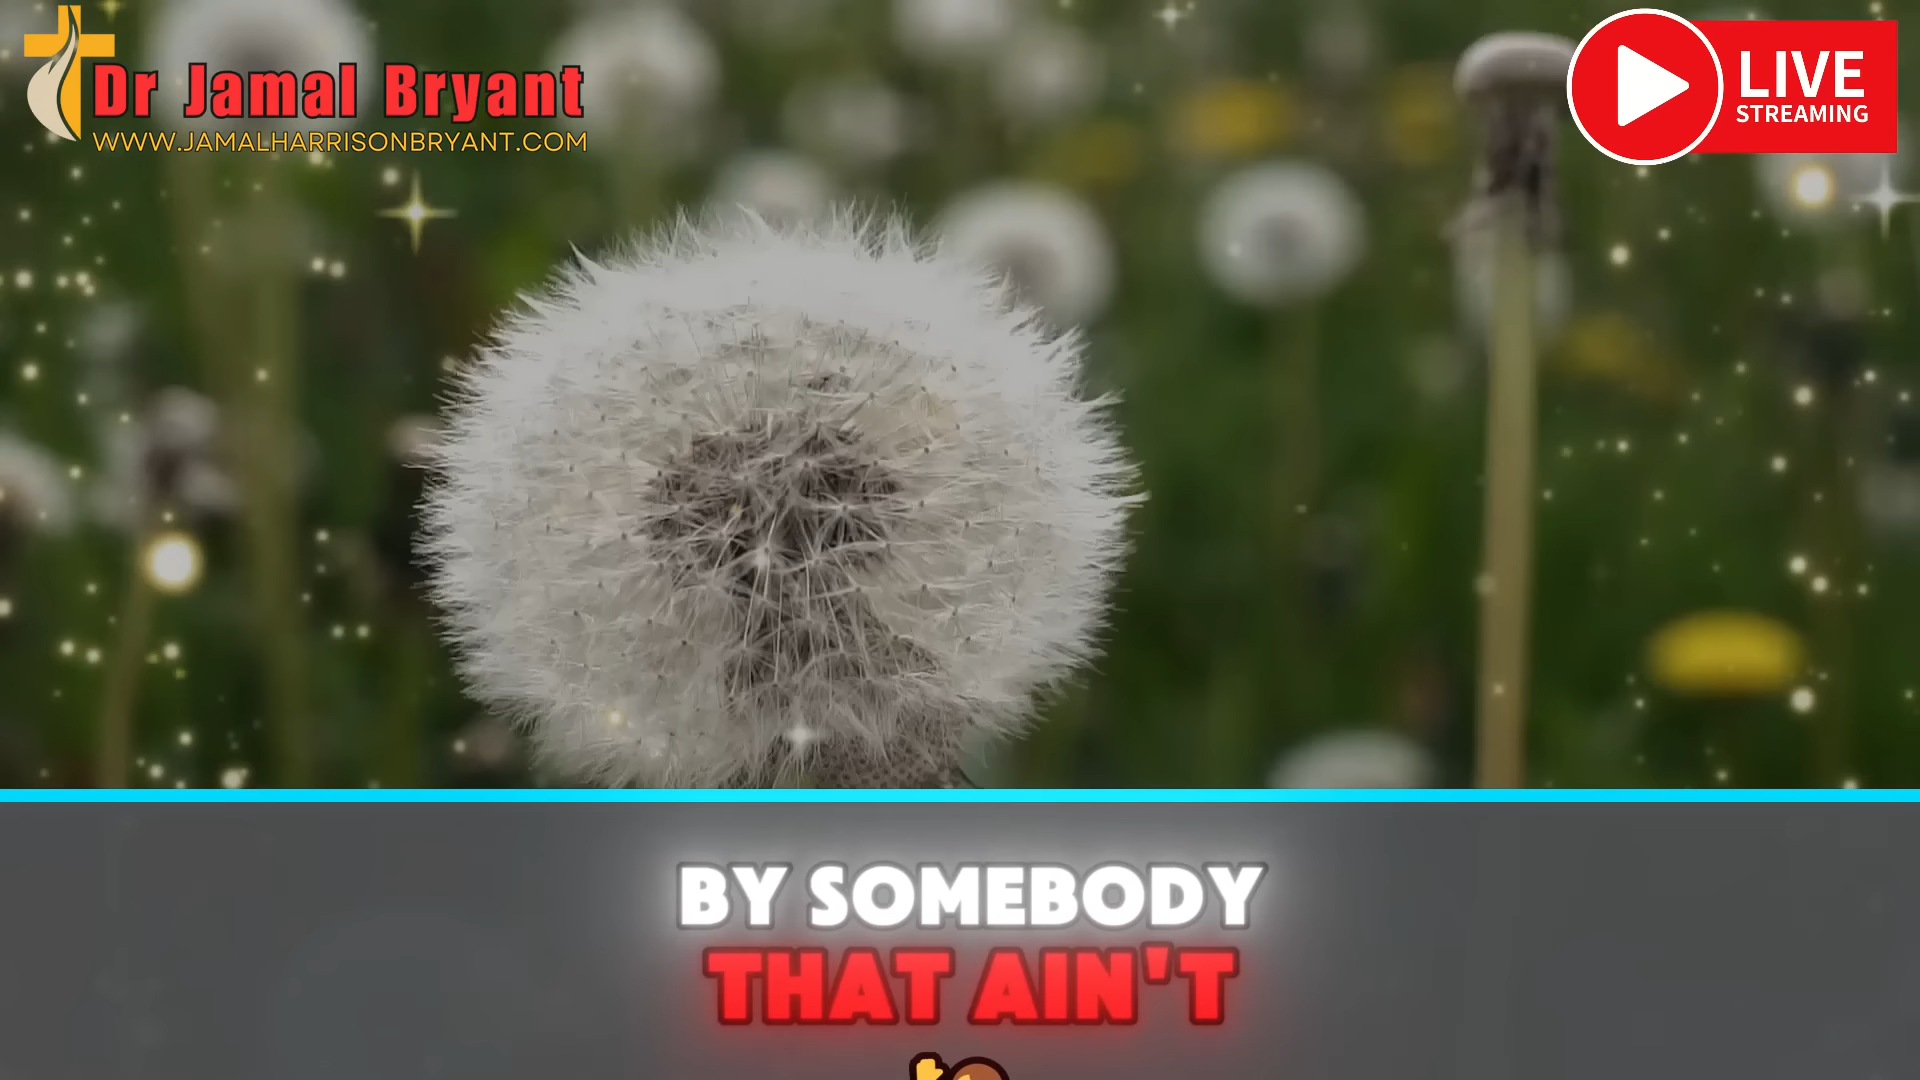 Dr Jamal Bryant
WWW.JAMALHARRISONBRYANT.COM
LIVE
STREAMING
BY SOMEBODY
THAT AIN'T